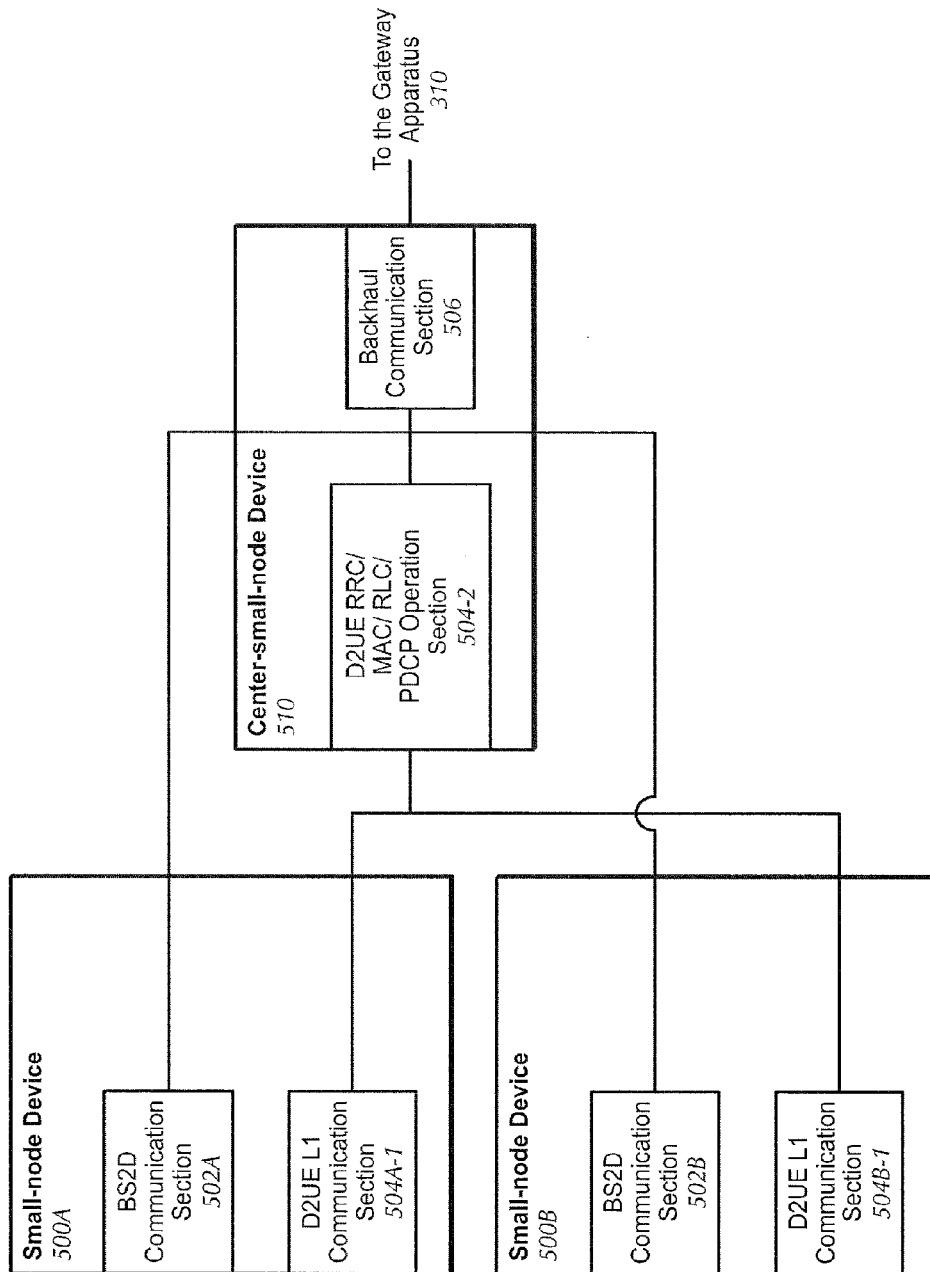 Small-node Device
500A
BS2D
Communication
Section
502A
D2UE L1
Communication
Section
504A-1
Small-node Device
500B
BS2D
Communication
Section
502B
D2UE L1
Communication
Section
504B-1
Center-small-node Device
510
D2UE RRC/
MAC/ RLC/
PDCP Operation
Section
504-2
Backhaul
Communication
Section
506
To the Gateway
Apparatus
310